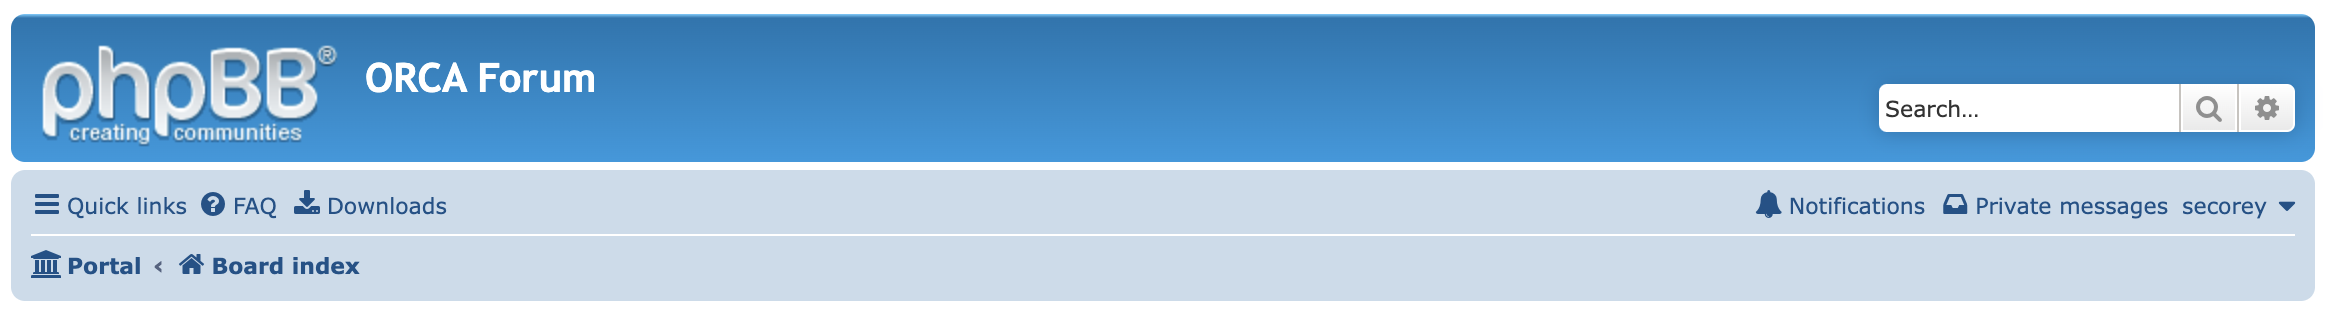 phpBB®
creating communities
ORCA Forum
Search…
Quick links FAQ Downloads
Notifications Private messages secorey
Portal ‹ Board index